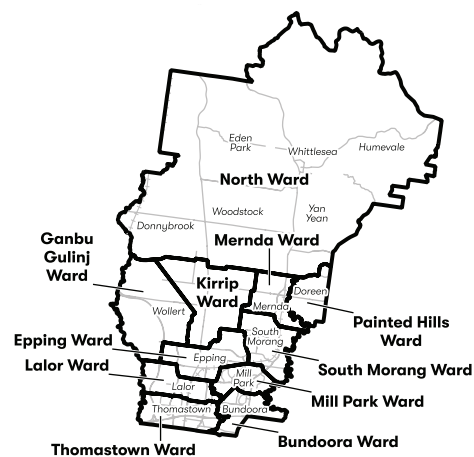 Eden
Park
Whittlesea
Humevale
North Ward
Woodstock
Yan
Yean
Donnybrook
Mernda Ward
Ganbu
Gulinj
Ward
Kirrip
Ward
Doreen
Mernda
Wollert
Painted Hills
Ward
South
Morang
Epping Ward
Epping
Lalor Ward
South Morang Ward
Mill
Park
Lalor
Mill Park Ward
Thomastown
Bundoora
Bundoora Ward
Thomastown Ward